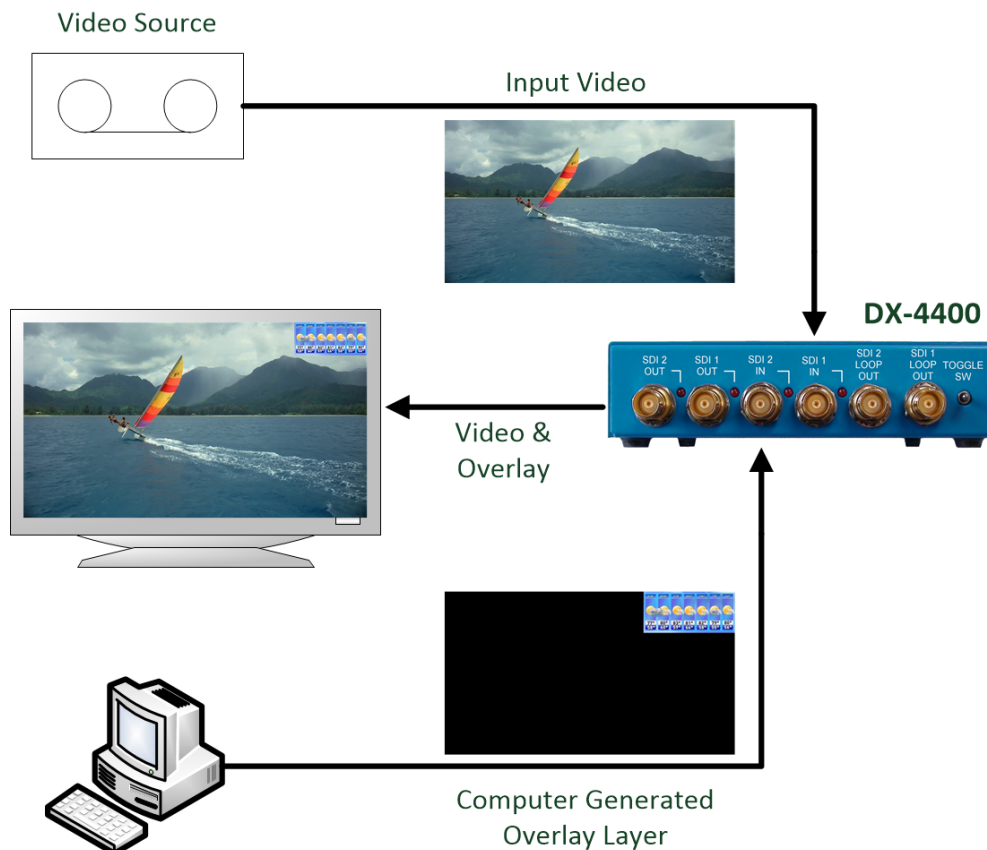 Video Source
Input Video
DX-4400
SDI 2
OUT
SDI 1
OUT
SDI 2
IN
SDI 1
IN
SDI 2
LOOP
OUT
SDI 1
LOOP
OUT
TOGGLE
SW
Video &
Overlay
Computer Generated
Overlay Layer